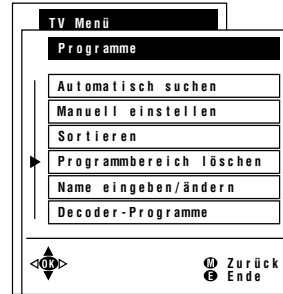 TV Menü
Programme
Automatisch suchen
Manuell einstellen
Sortieren
Programmbereich löschen
Name eingeben/ändern
Decoder-Programme
OK
M Zurück
E Ende